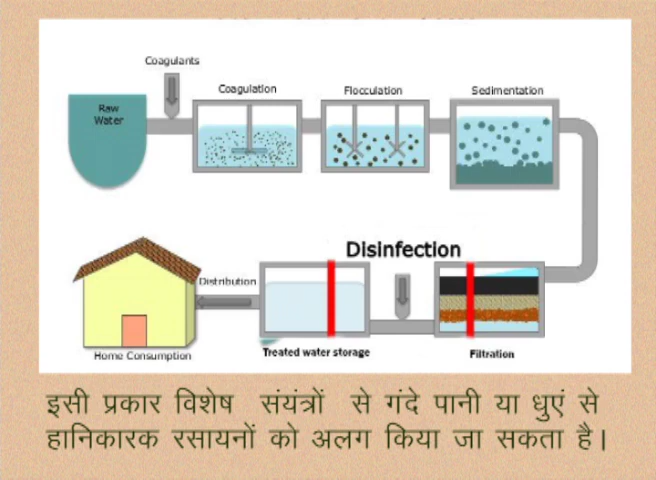 Coagulants
Coagulation
Flocculation
Sedimentation
Raw
Water
Disinfection
Distribution
Home Consumption
Treated water storage
Filtration
इसी प्रकार विशेष संयंत्रों से गंदे पानी या धुएं से
हानिकारक रसायनों को अलग किया जा सकता है।